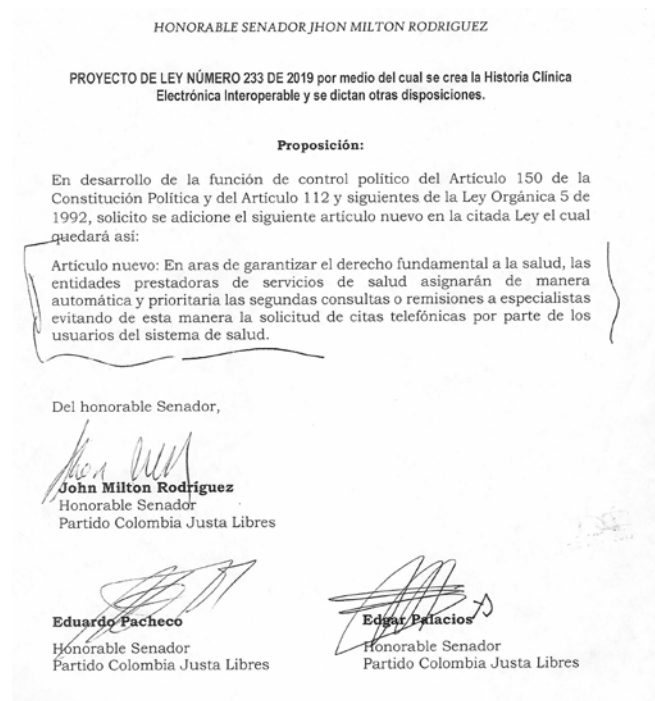 HONORABLE SENADOR JHON MILTON RODRIGUEZ
PROYECTO DE LEY NÚMERO 233 DE 2019 por medio del cual se crea la Historia Clínica
Electrónica Interoperable y se dictan otras disposiciones.
Proposición:
En desarrollo de la función de control político del Artículo 150 de la
Constitución Política y del Artículo 112 y siguientes de la Ley Orgánica 5 de
1992, solicito se adicione el siguiente artículo nuevo en la citada Ley el cual
quedará así:
Artículo nuevo: En aras de garantizar el derecho fundamental a la salud, las
entidades prestadoras de servicios de salud asignarán de manera
automática y prioritaria las segundas consultas o remisiones a especialistas
evitando de esta manera la solicitud de citas telefónicas por parte de los
usuarios del sistema de salud.
Del honorable Senador,
John Milton Rodríguez
Honorable Senador
Partido Colombia Justa Libres
Eduardo Pacheco
Honorable Senador
Partido Colombia Justa Libres
Edgar Palacios
Honorable Senador
Partido Colombia Justa Libres